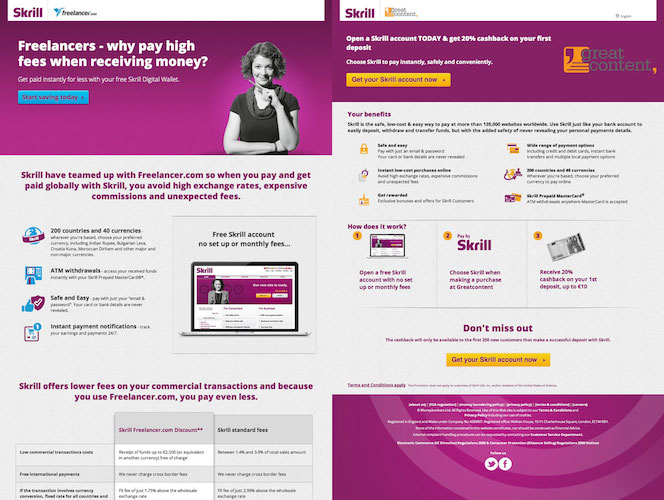 Skrill
freelancer.com
Freelancers - why pay high
fees when receiving money?
Get paid instantly for less with your free Skrill Digital Wallet.
Start saving today
Skrill have teamed up with Freelancer.com so when you pay and get
paid globally with Skrill, you avoid high exchange rates, expensive
commissions and unexpected fees.
200 countries and 40 currencies -
wherever you're based, choose your preferred
currency, including Indian Rupee, Bulgarian Leva,
Croatia Kuna, Moroccan Dirham and other major and
non-major currencies.
ATM withdrawals - access your received funds
instantly with your Skrill Prepaid MasterCard®.
Safe and Easy - pay with just your "email &
password". Your card or bank details are never
revealed.
Instant payment notifications - track
your earnings and payments 24/7.
Free Skrill account
no set up or monthly fees...
Skrill
Skrill offers lower fees on your commercial transactions and because
you use Freelancer.com, you pay even less.
Skrill Freelancer.com Discount**
Skrill standard fees
Low commercial transactions costs
Receipt of funds up to €2,500 (or equivalent
in another currency) free of charge
Between 1.4% and 3.9% of total sales amount
Free international payments
We never charge cross border fees
We never charge cross border fees
If the transaction involves currency
conversion, fixed rate for all countries and
FX fee of just 1.75% above the wholesale
exchange rate
FX fee of just 2.99% above the wholesale
exchange rate
Skrill
great
content,
English
Open a Skrill account TODAY & get 20% cashback on your first
deposit
Choose Skrill to pay instantly, safely and conveniently.
Get your Skrill account now
great
content,
Your benefits
Skrill is the safe, low-cost & easy way to pay at more than 135,000 websites worldwide. Use Skrill just like your bank account to
easily deposit, withdraw and transfer funds, but with the added safety of never revealing your personal payments details.
Safe and easy
Pay with just an email & password
Your card or bank details are never revealed
Wide range of payment options
Including credit and debit cards, instant bank
transfers and multiple local payment options
Instant low-cost purchases online
Avoid high exchange rates, expensive commissions
and unexpected fees
200 countries and 40 currencies
Wherever you're based, choose your preferred currency
to pay online
Get rewarded
Exclusive bonuses and offers for Skrill Customers
Skrill Prepaid MasterCard®
ATM withdrawals anywhere MasterCard is accepted
How does it work?
1
2
Pay by
Skrill
3
Open a free Skrill
account with no set
up or monthly fees
Choose Skrill when
making a purchase
at Greatcontent
Receive 20%
cashback on your 1st
deposit, up to €10
Don't miss out
The cashback will only be available to the first 250 new customers that make a successful deposit with Skrill.
Get your Skrill account now
Terms and Conditions apply
Follow us: